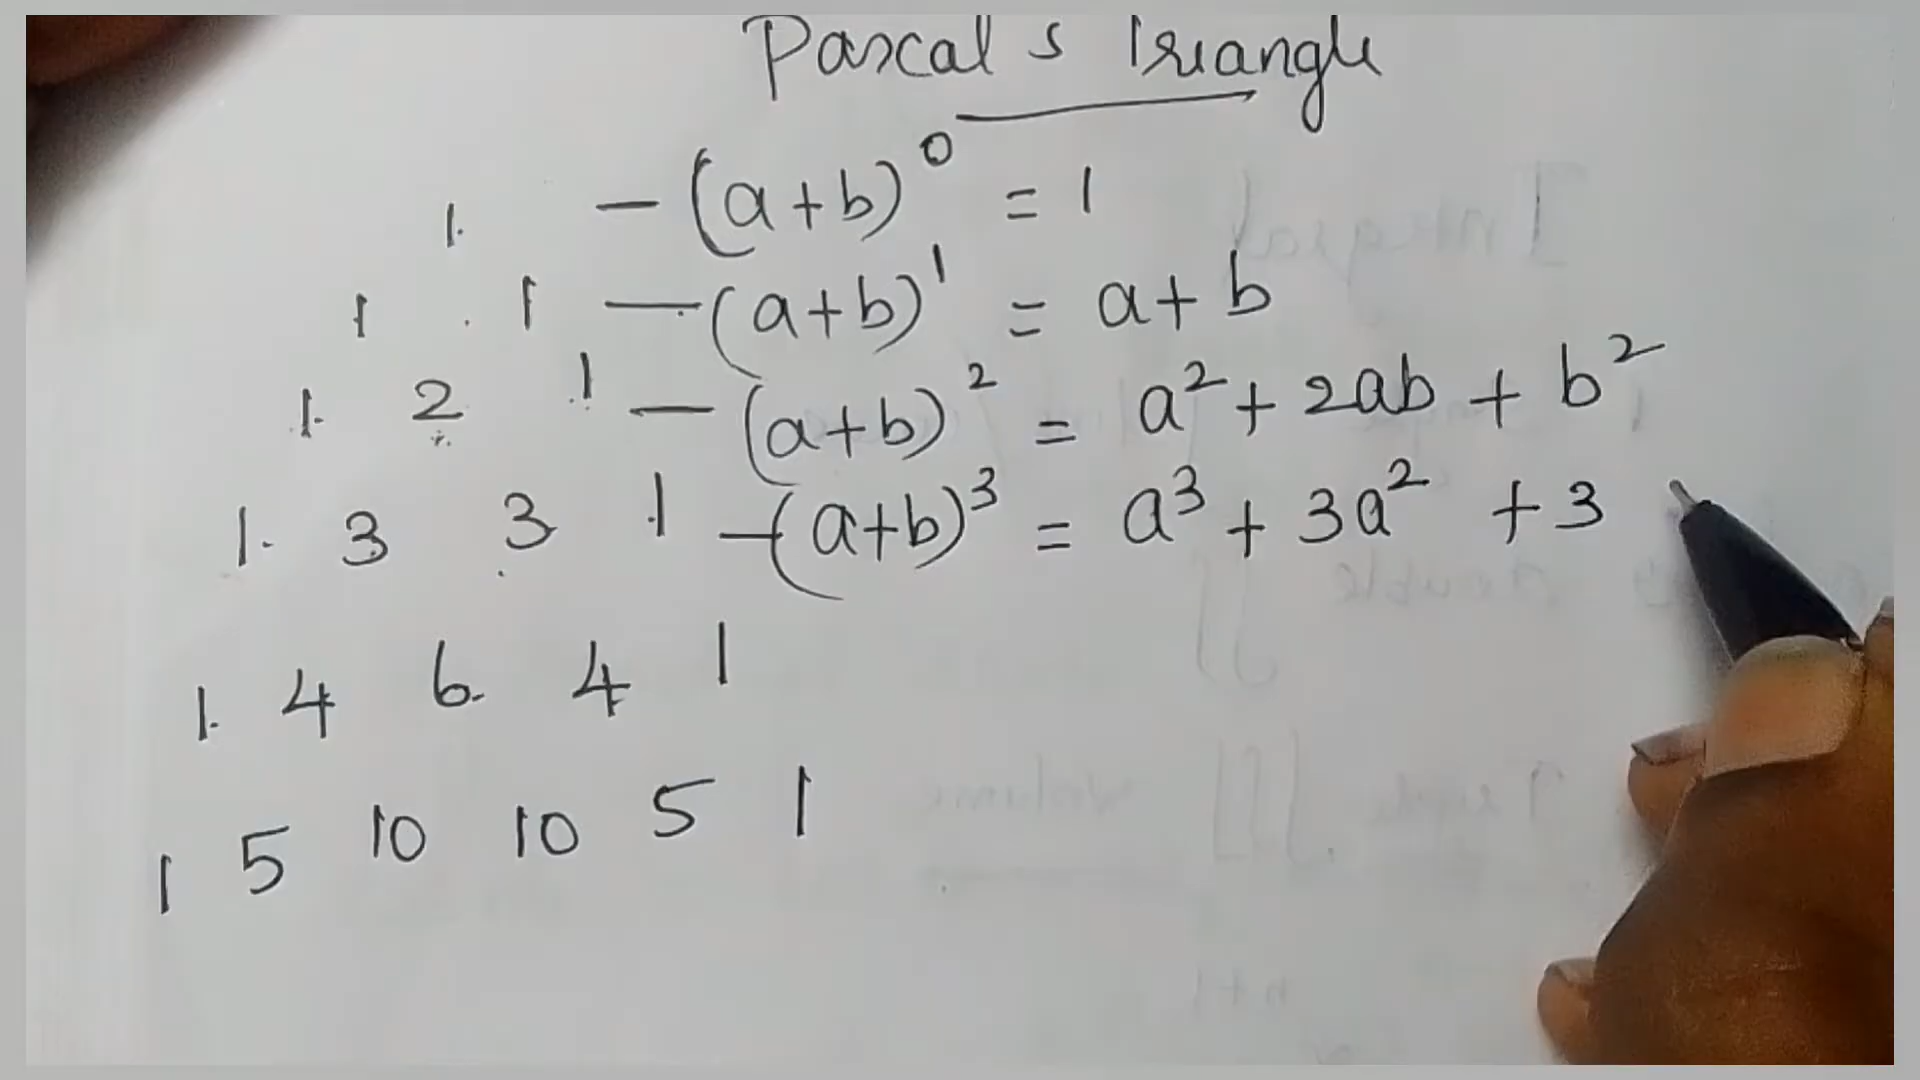 Pascal's Triangle
1 - (a+b)⁰ = 1
1 1 - (a+b)¹ = a+b
1 2 1 - (a+b)² = a² + 2ab + b²
1 3 3 1 - (a+b)³ = a³ + 3a² + 3
1 4 6 4 1
1 5 10 10 5 1